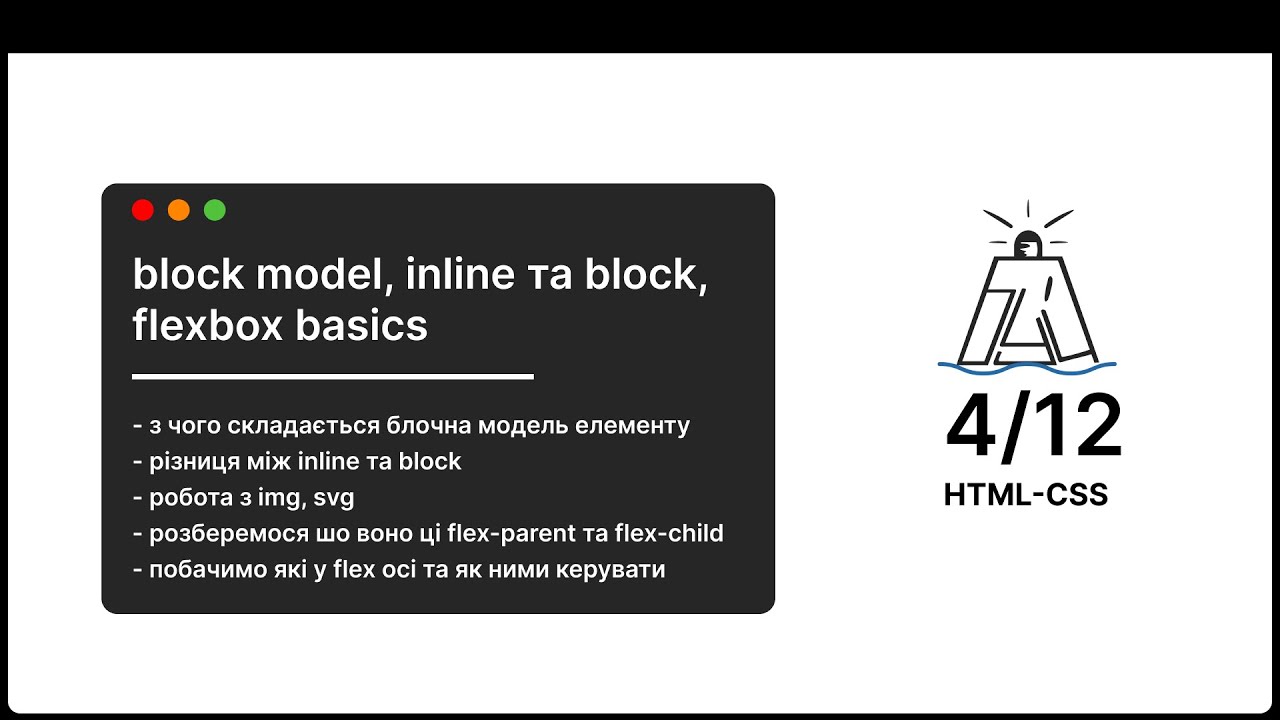 block model, inline та block,
flexbox basics
- з чого складається блочна модель елементу
- різниця між inline та block
- робота з img, svg
- розберемося шо воно ці flex-parent та flex-child
- побачимо які у flex осі та як ними керувати
4/12
HTML-CSS